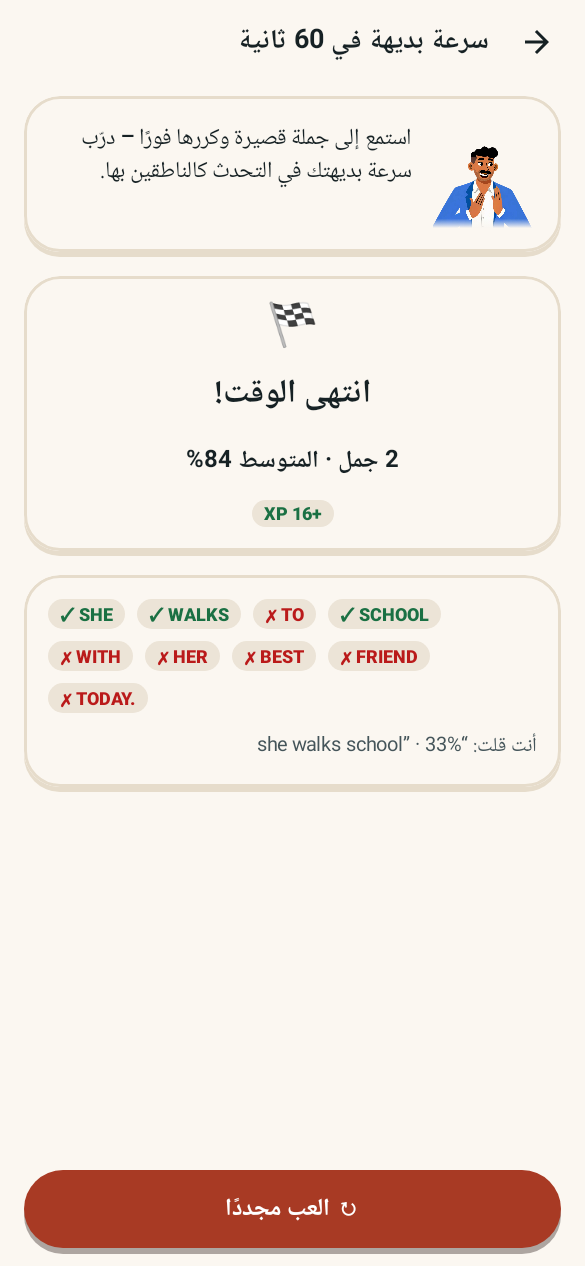 سرعة بديهة في 60 ثانية
استمع إلى جملة قصيرة وكررها فورًا – درّب
سرعة بديهتك في التحدث كالناطقين بها.
انتهى الوقت!
2 جمل · المتوسط 84%
+16 XP
✓ SHE ✓ WALKS ✗ TO ✓ SCHOOL
✗ WITH ✗ HER ✗ BEST ✗ FRIEND
✗ TODAY.
أنت قلت: “she walks school” · 33%
↻ العب مجددًا